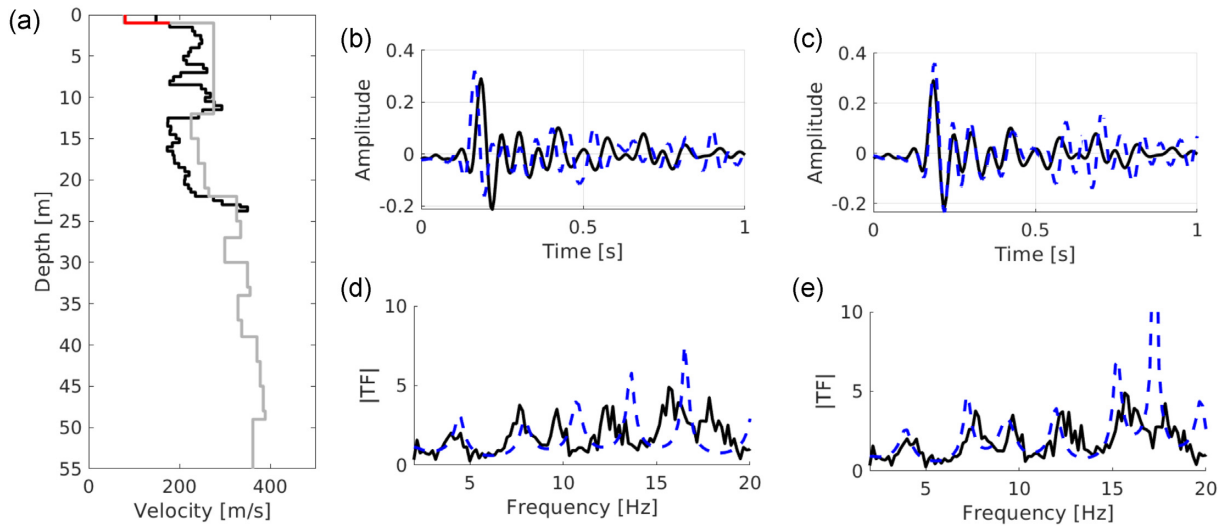 (a)
0
5
10
15
20
25
30
35
40
45
50
55
Depth [m]
0 200 400
Velocity [m/s]
(b)
0.4
0.2
0
-0.2
Amplitude
0 0.5 1
Time [s]
(c)
0.4
0.2
0
-0.2
Amplitude
0 0.5 1
Time [s]
(d)
10
5
0
|TF|
5 10 15 20
Frequency [Hz]
(e)
10
5
0
|TF|
5 10 15 20
Frequency [Hz]